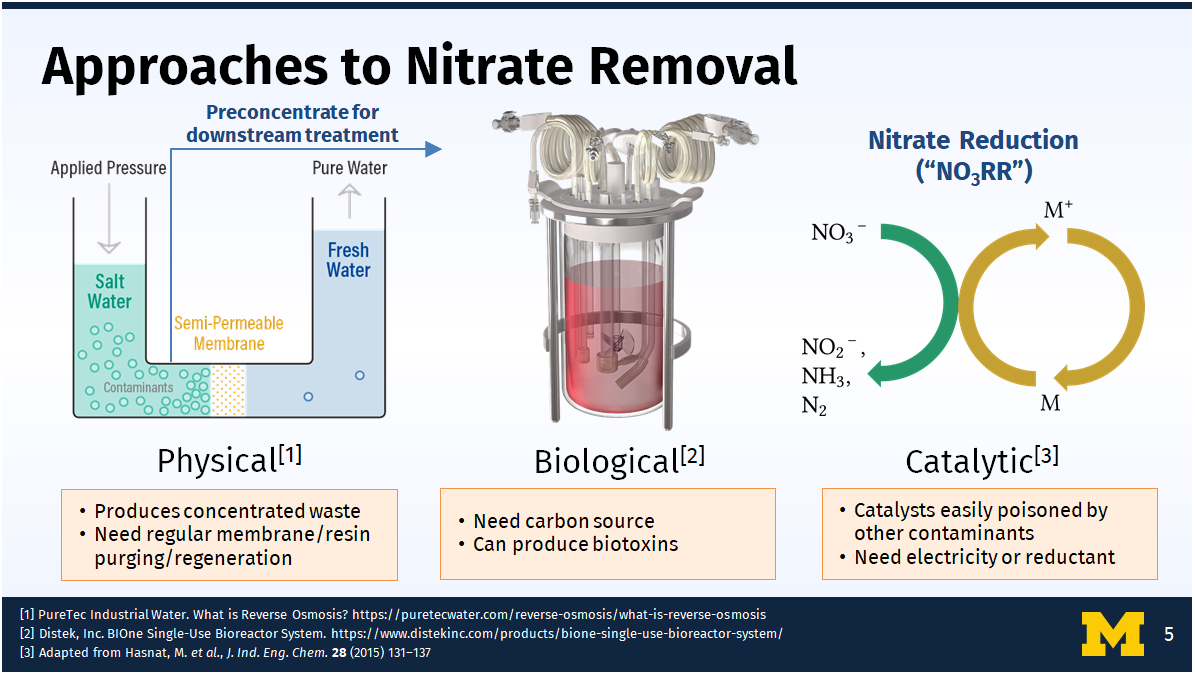 Approaches to Nitrate Removal
Preconcentrate for
downstream treatment
Applied Pressure
Pure Water
Salt
Water
Fresh
Water
Semi-Permeable
Membrane
Contaminants
Physical[1]
• Produces concentrated waste
• Need regular membrane/resin
purging/regeneration
Biological[2]
• Need carbon source
• Can produce biotoxins
Nitrate Reduction
(“NO₃RR”)
NO₃⁻
M⁺
NO₂⁻,
NH₃,
N₂
M
Catalytic[3]
• Catalysts easily poisoned by
other contaminants
• Need electricity or reductant
[1] PureTec Industrial Water. What is Reverse Osmosis? https://puretecwater.com/reverse-osmosis/what-is-reverse-osmosis
[2] Distek, Inc. BIOne Single-Use Bioreactor System. https://www.distekinc.com/products/bione-single-use-bioreactor-system/
[3] Adapted from Hasnat, M. et al., J. Ind. Eng. Chem. 28 (2015) 131–137
M
5